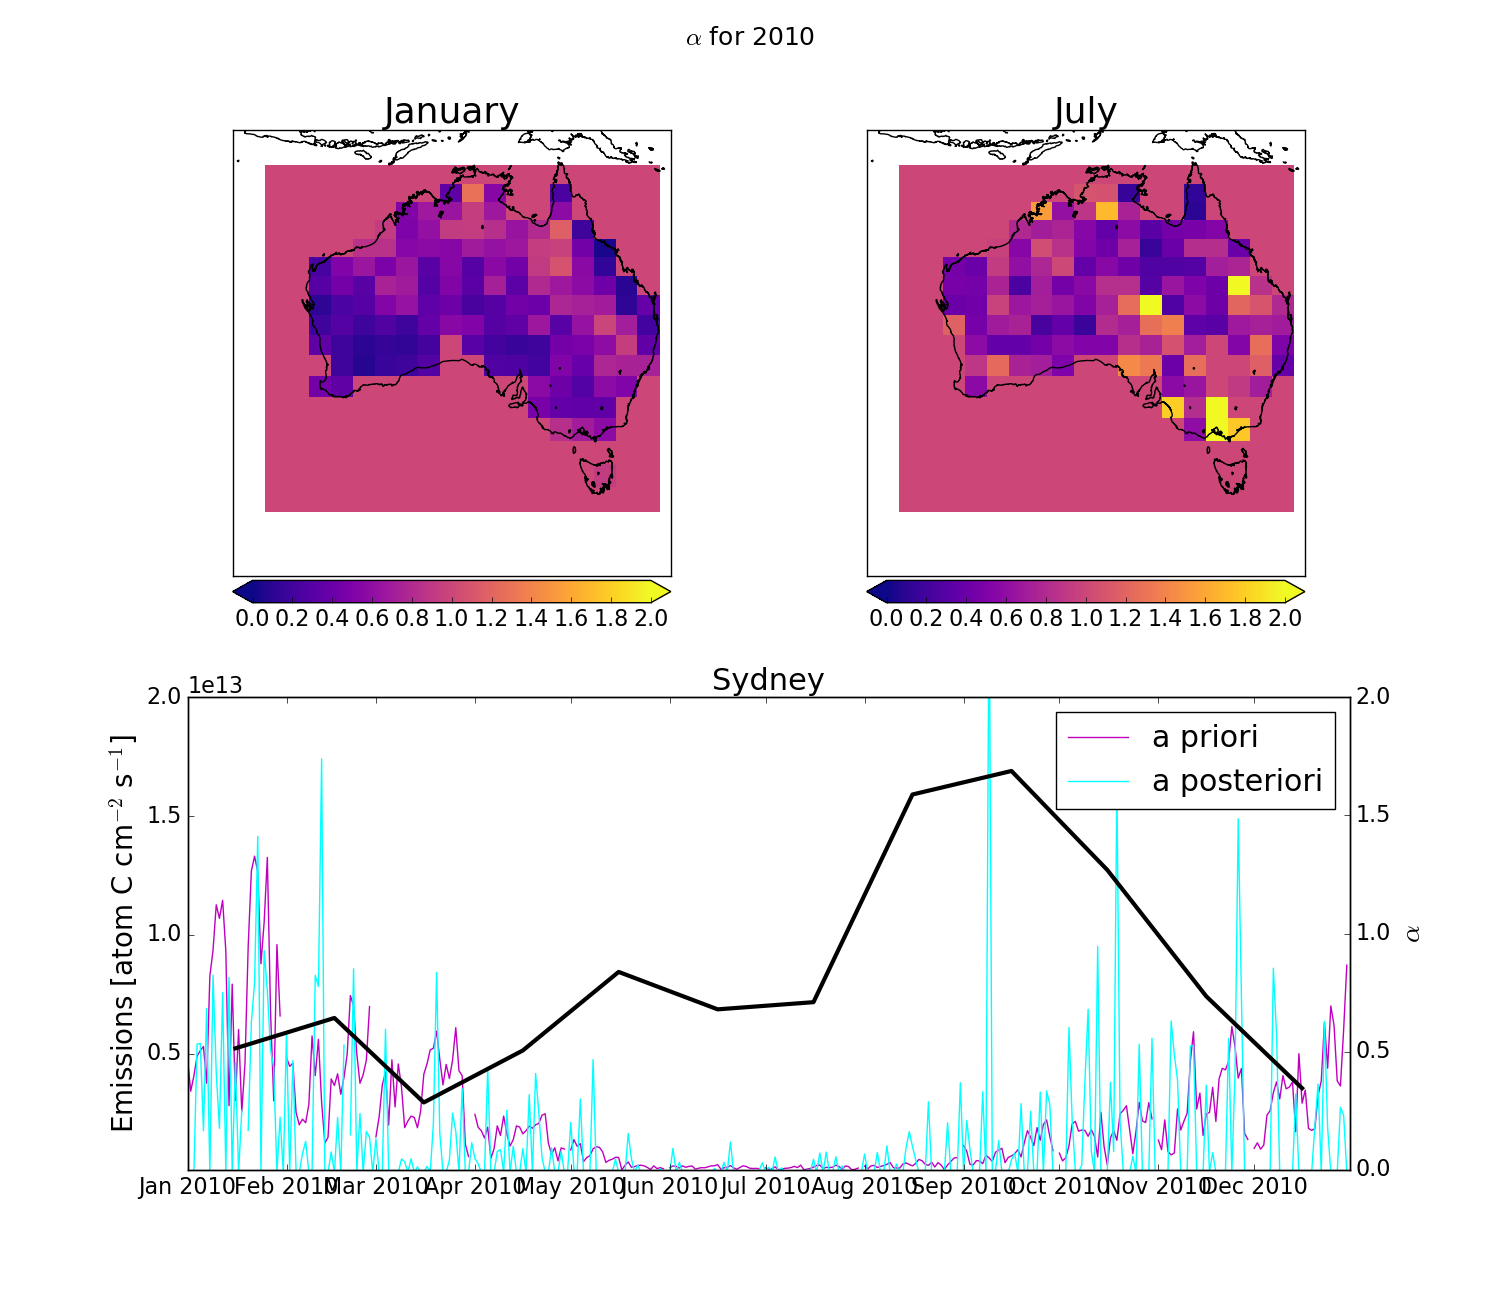 α for 2010
January July
0.0 0.2 0.4 0.6 0.8 1.0 1.2 1.4 1.6 1.8 2.0 0.0 0.2 0.4 0.6 0.8 1.0 1.2 1.4 1.6 1.8 2.0
Sydney
1e13
2.0 2.0
a priori
a posteriori
1.5 1.5
1.0 1.0
0.5 0.5
0.0
Emissions [atom C cm⁻² s⁻¹]
α
Jan 2010 Feb 2010 Mar 2010 Apr 2010 May 2010 Jun 2010 Jul 2010 Aug 2010 Sep 2010 Oct 2010 Nov 2010 Dec 2010